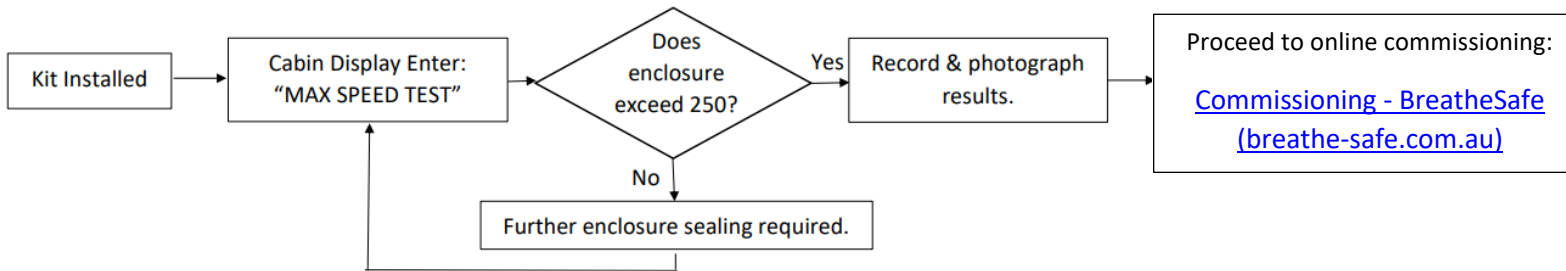 Kit Installed
Cabin Display Enter:
“MAX SPEED TEST”
Does
enclosure
exceed 250?
Yes
Record & photograph
results.
Proceed to online commissioning:
Commissioning - BreatheSafe
(breathe-safe.com.au)
No
Further enclosure sealing required.